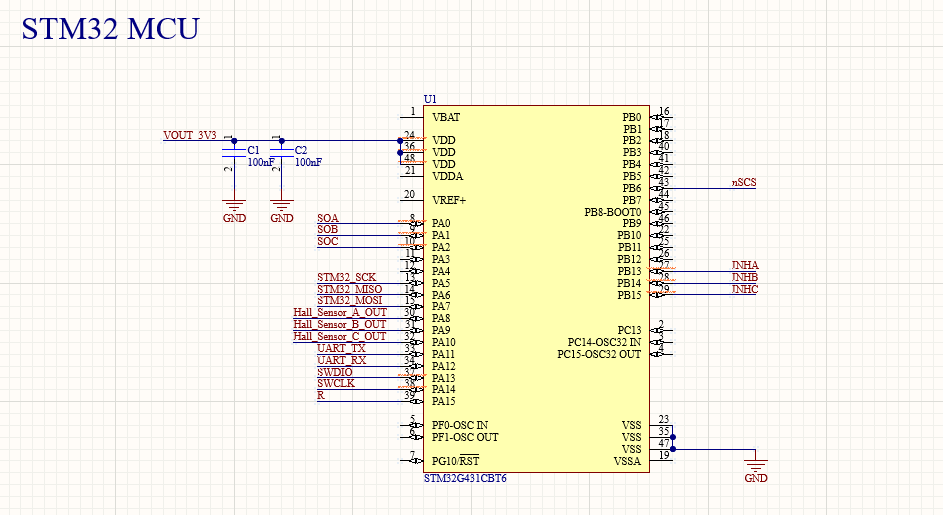 STM32 MCU
U1
1 VBAT
VOUT_3V3
1 C1 100nF 2 GND
1 C2 100nF 2 GND
24 VDD
36 VDD
48 VDD
21 VDDA
20 VREF+
SOA 8 PA0
SOB 9 PA1
SOC 10 PA2
11 PA3
12 PA4
STM32_SCK 13 PA5
STM32_MISO 14 PA6
STM32_MOSI 15 PA7
Hall_Sensor_A_OUT 30 PA8
Hall_Sensor_B_OUT 31 PA9
Hall_Sensor_C_OUT 32 PA10
UART_TX 33 PA11
UART_RX 34 PA12
SWDIO 37 PA13
SWCLK 38 PA14
R 39 PA15
5 PF0-OSC IN
6 PF1-OSC OUT
7 PG10/RST
PB0 16
PB1 17
PB2 18
PB3 40
PB4 41
PB5 42
PB6 43 nSCS
PB7 44
PB8-BOOT0 45
PB9 46
PB10 22
PB11 25
PB12 26
PB13 27 INHA
PB14 28 INHB
PB15 29 INHC
PC13 2
PC14-OSC32 IN 3
PC15-OSC32 OUT 4
VSS 23
VSS 35
VSS 47
VSSA 19
GND
STM32G431CBT6